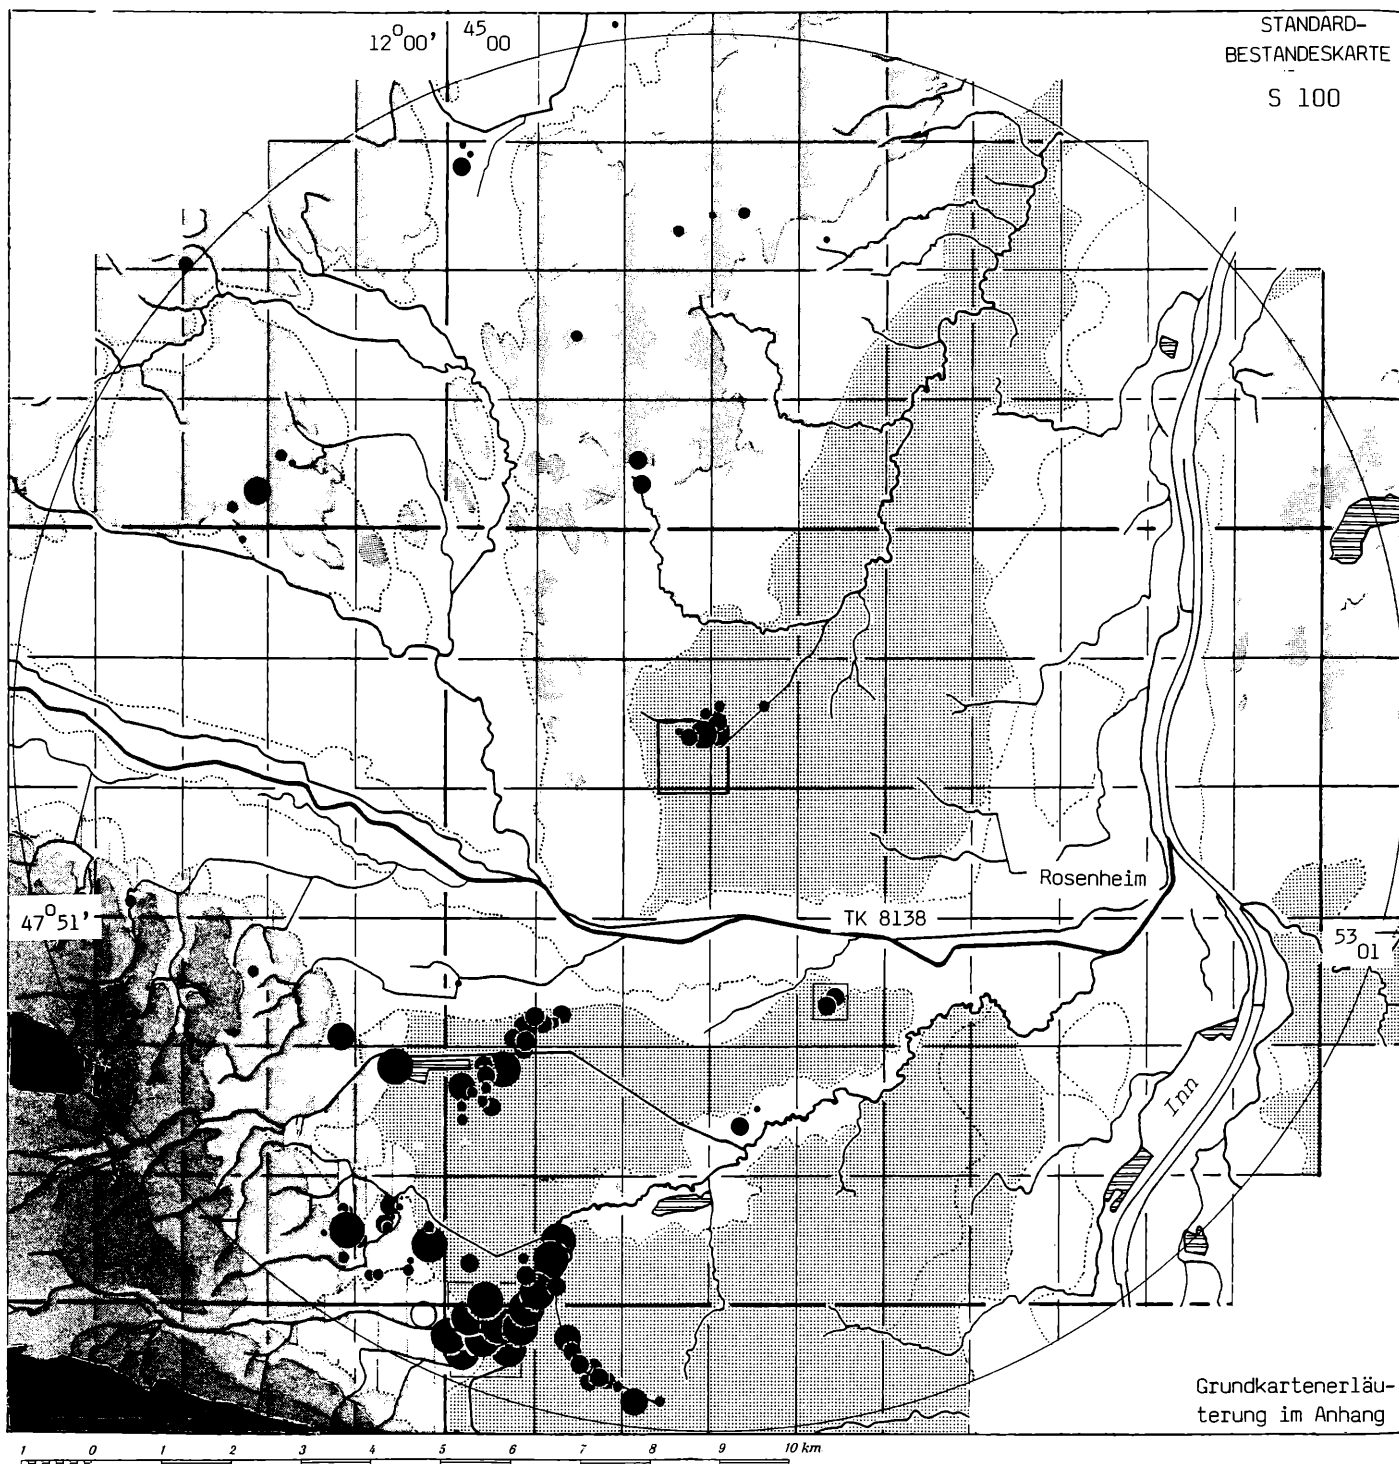 12°00', 45 00
STANDARD-
BESTANDESKARTE
S 100
Rosenheim
47°51'
TK 8138
53 01
Inn
Grundkartenerläu-
terung im Anhang
1 0 1 2 3 4 5 6 7 8 9 10 km